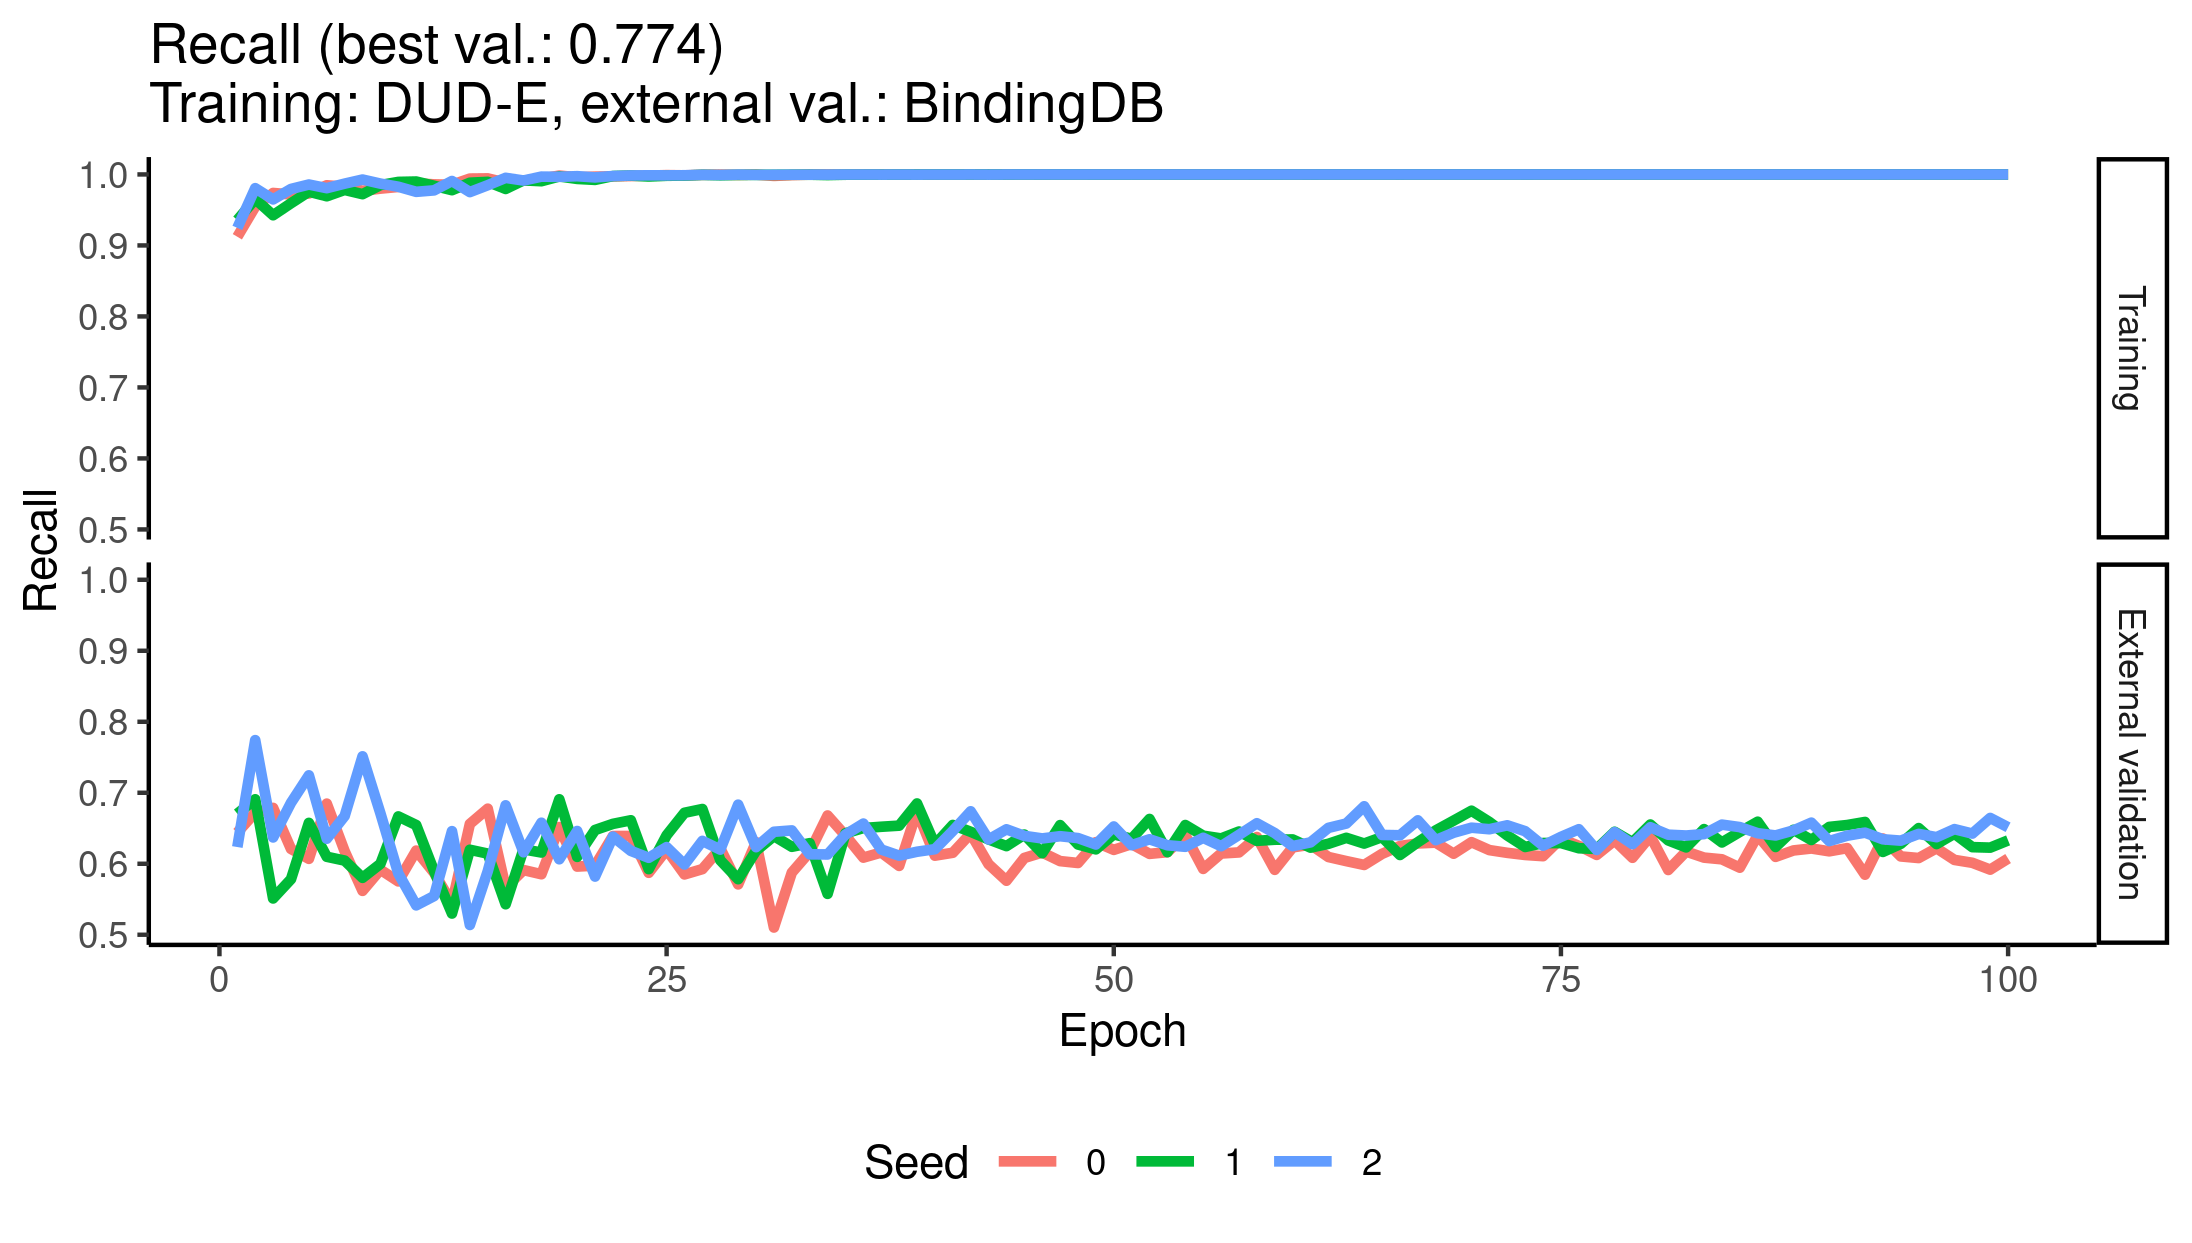 Recall (best val.: 0.774)
Training: DUD-E, external val.: BindingDB
1.0
0.9
0.8
0.7
0.6
0.5
Training
Recall
1.0
0.9
0.8
0.7
0.6
0.5
External validation
0 25 50 75 100
Epoch
Seed 0 1 2